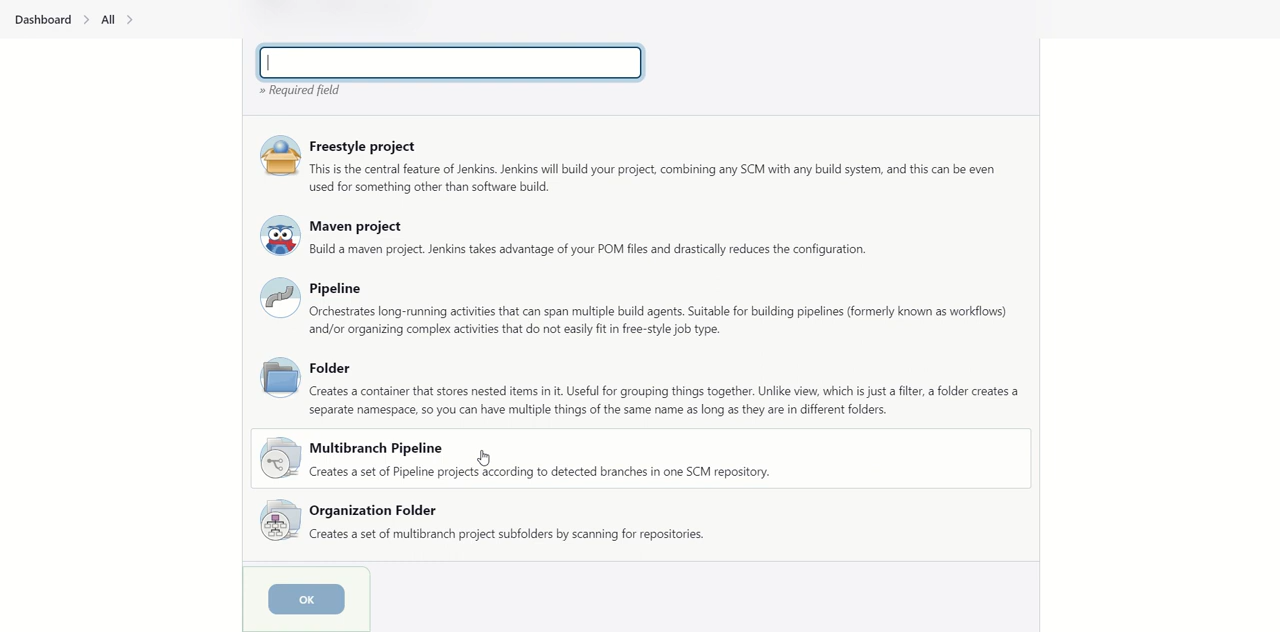 Dashboard > All >
» Required field
Freestyle project
This is the central feature of Jenkins. Jenkins will build your project, combining any SCM with any build system, and this can be even
used for something other than software build.
Maven project
Build a maven project. Jenkins takes advantage of your POM files and drastically reduces the configuration.
Pipeline
Orchestrates long-running activities that can span multiple build agents. Suitable for building pipelines (formerly known as workflows)
and/or organizing complex activities that do not easily fit in free-style job type.
Folder
Creates a container that stores nested items in it. Useful for grouping things together. Unlike view, which is just a filter, a folder creates a
separate namespace, so you can have multiple things of the same name as long as they are in different folders.
Multibranch Pipeline
Creates a set of Pipeline projects according to detected branches in one SCM repository.
Organization Folder
Creates a set of multibranch project subfolders by scanning for repositories.
OK